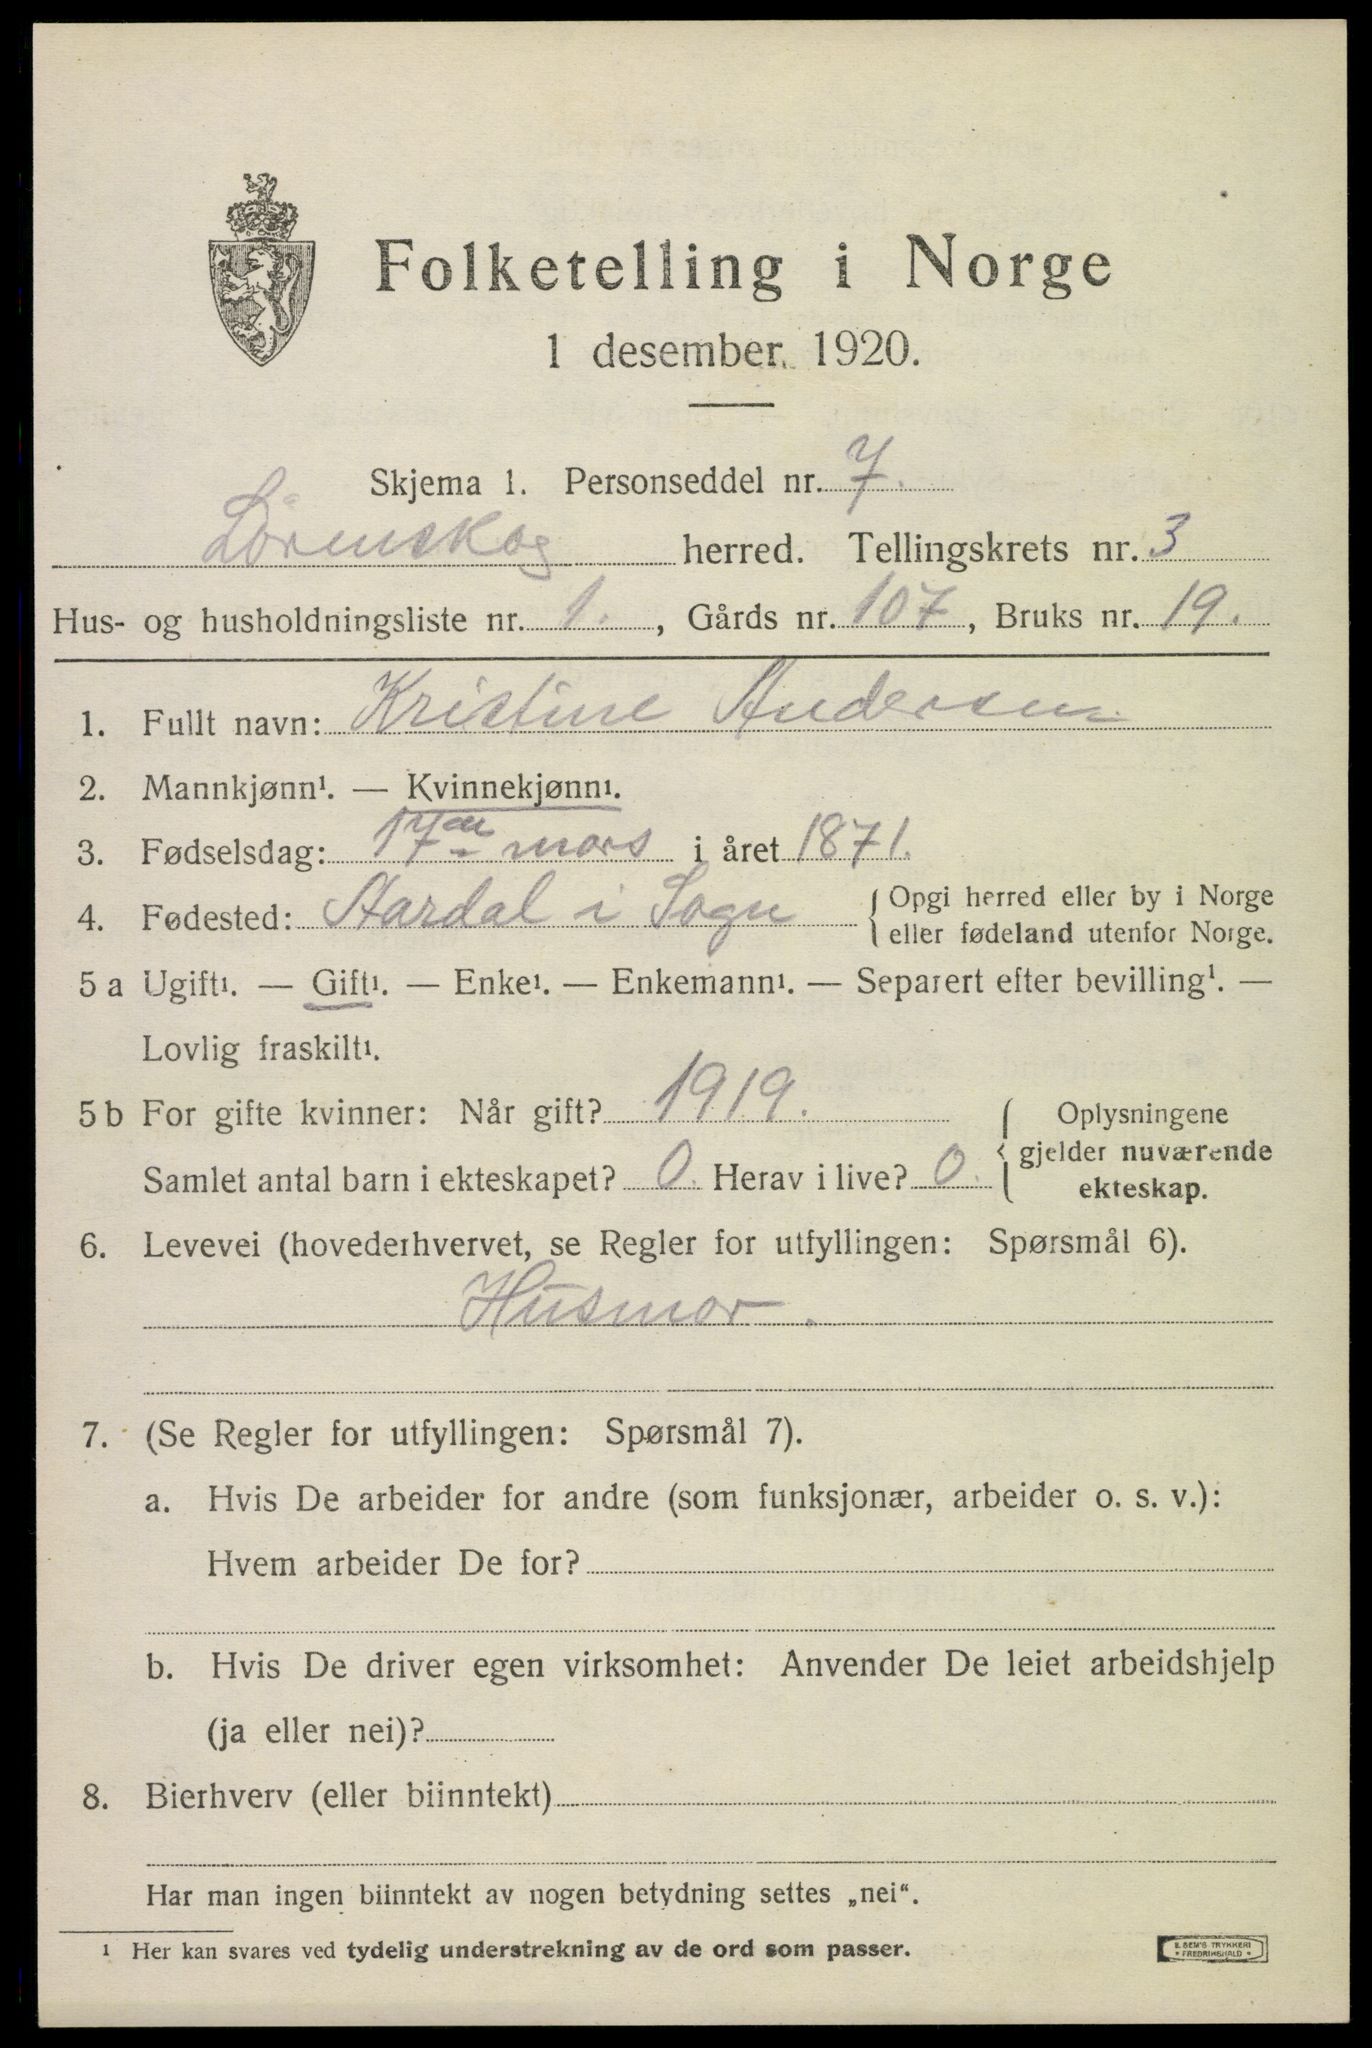 Folketelling i Norge
1 desember 1920.
Skjema 1. Personseddel nr. 7.
Lørenskog herred. Tellingskrets nr. 3
Hus- og husholdningsliste nr. 1., Gårds nr. 107, Bruks nr. 19.
1. Fullt navn: Kristine Andersen
2. Mannkjønn¹. — Kvinnekjønn¹.
3. Fødselsdag: 17en mars i året 1871.
4. Fødested: Aardal i Sogn { Opgi herred eller by i Norge
eller fødeland utenfor Norge.
5 a Ugift¹. — Gift¹. — Enke¹. — Enkemann¹. — Separert efter bevilling¹. —
Lovlig fraskilt¹.
5 b For gifte kvinner: Når gift? 1919. { Oplysningene
gjelder nuværende
Samlet antal barn i ekteskapet? 0. Herav i live? 0. ekteskap.
6. Levevei (hovederhvervet, se Regler for utfyllingen: Spørsmål 6).
Husmor.
7. (Se Regler for utfyllingen: Spørsmål 7).
a. Hvis De arbeider for andre (som funksjonær, arbeider o. s. v.):
Hvem arbeider De for?
b. Hvis De driver egen virksomhet: Anvender De leiet arbeidshjelp
(ja eller nei)?
8. Bierhverv (eller biinntekt)
Har man ingen biinntekt av nogen betydning settes „nei“.
¹ Her kan svares ved tydelig understrekning av de ord som passer.
E. SEM'S TRYKKERI
• FREDRIKSHALD •